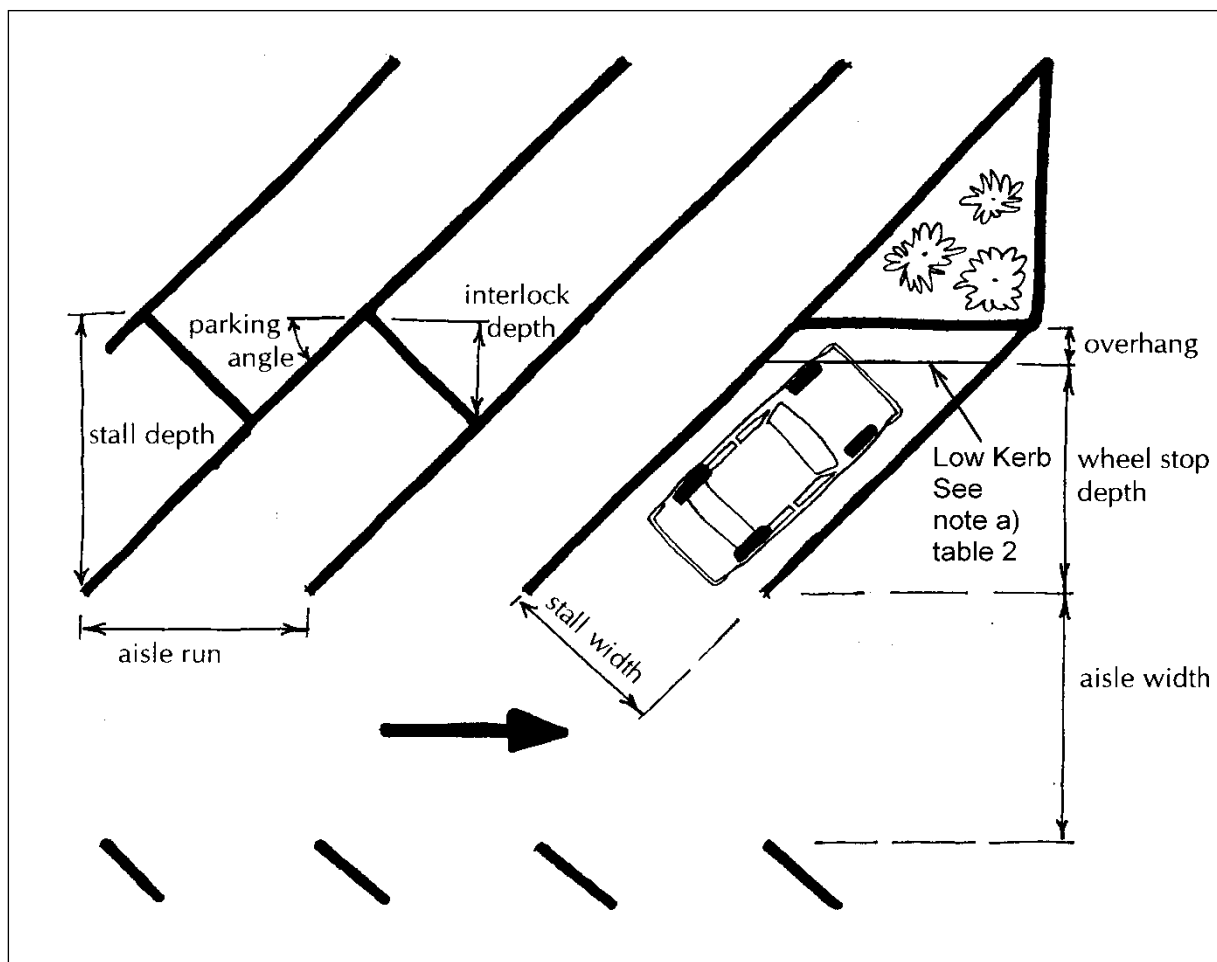 interlock
depth
parking
angle
overhang
stall depth
Low Kerb
See
note a)
table 2
wheel stop
depth
stall width
aisle run
aisle width